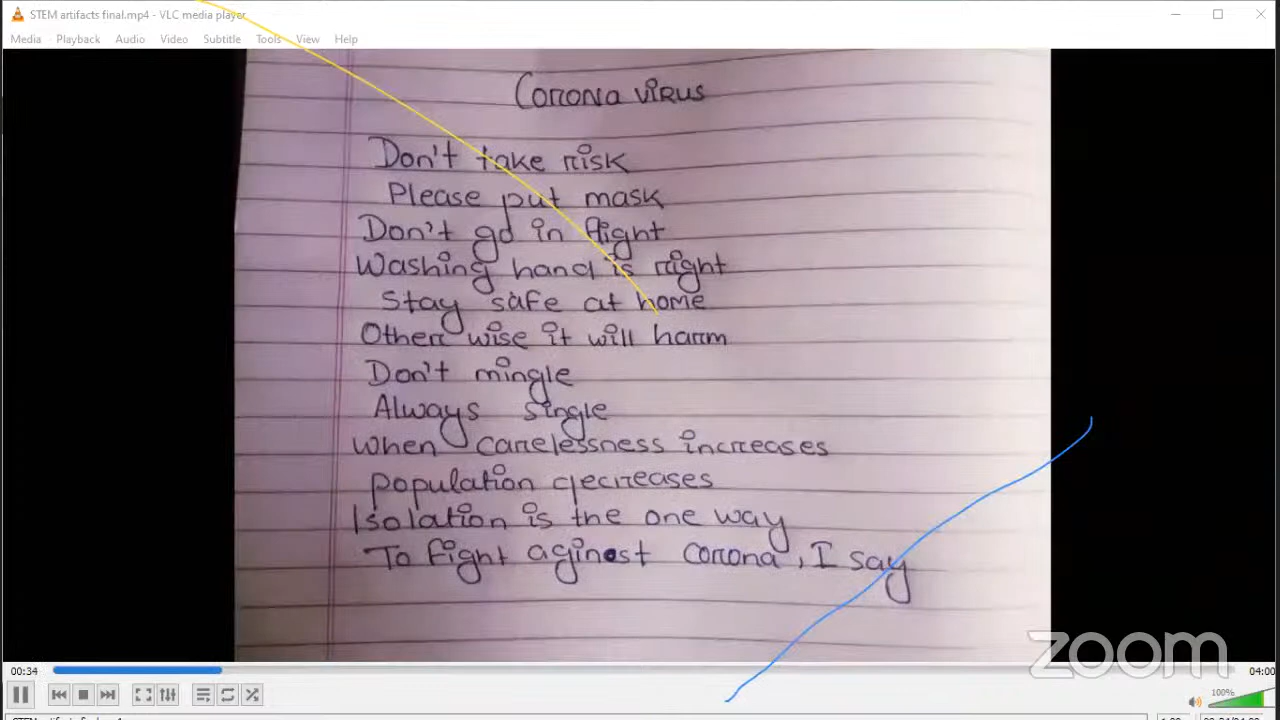 STEM artifacts final.mp4 - VLC media player
Media Playback Audio Video Subtitle Tools View Help
Corrona virus
Don't take risk
Please put mask
Don't go in flight
Washing hand is right
Stay safe at home
Other wise it will harm
Don't mingle
Always single
When carelessness increases
population decreases
Isolation is the one way
To fight aginest corrona, I say
zoom
00:34
04:00
100%